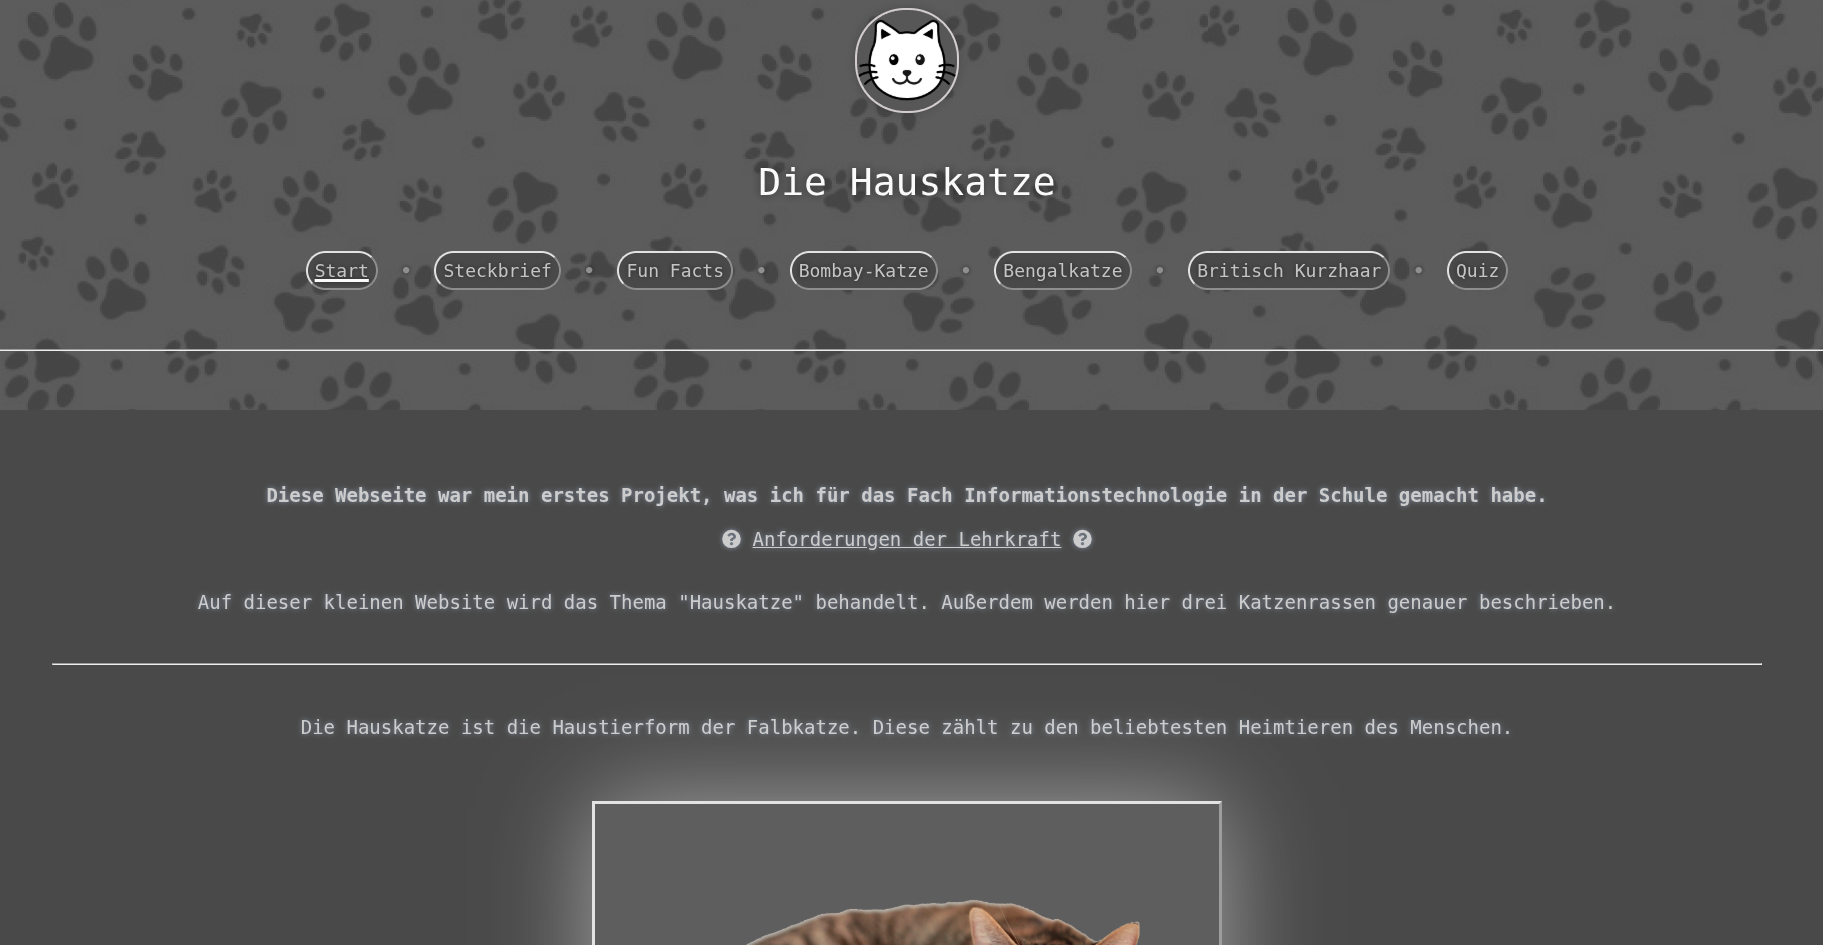 Die Hauskatze
Start • Steckbrief • Fun Facts • Bombay-Katze • Bengalkatze • Britisch Kurzhaar • Quiz
Diese Webseite war mein erstes Projekt, was ich für das Fach Informationstechnologie in der Schule gemacht habe.
? Anforderungen der Lehrkraft ?
Auf dieser kleinen Website wird das Thema "Hauskatze" behandelt. Außerdem werden hier drei Katzenrassen genauer beschrieben.
Die Hauskatze ist die Haustierform der Falbkatze. Diese zählt zu den beliebtesten Heimtieren des Menschen.